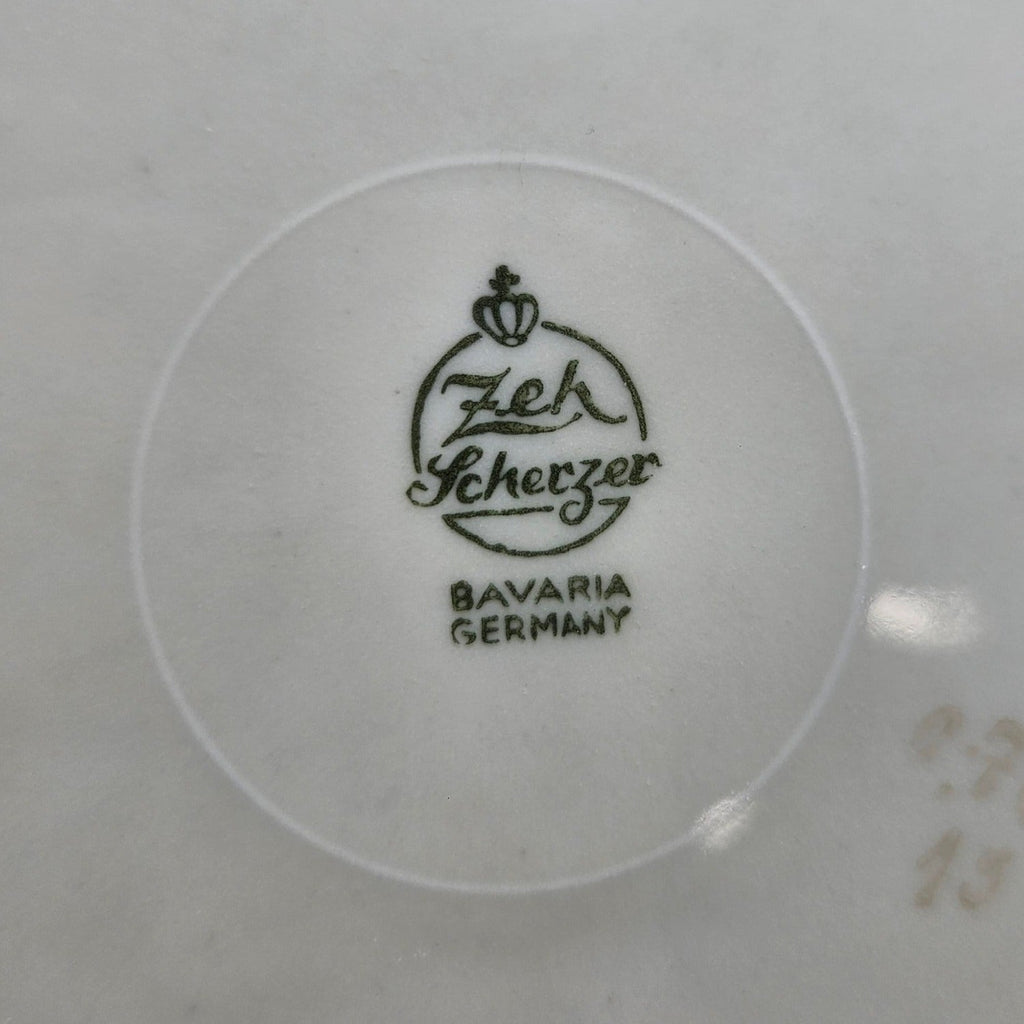 Zeh
Scherzer
BAVARIA
GERMANY